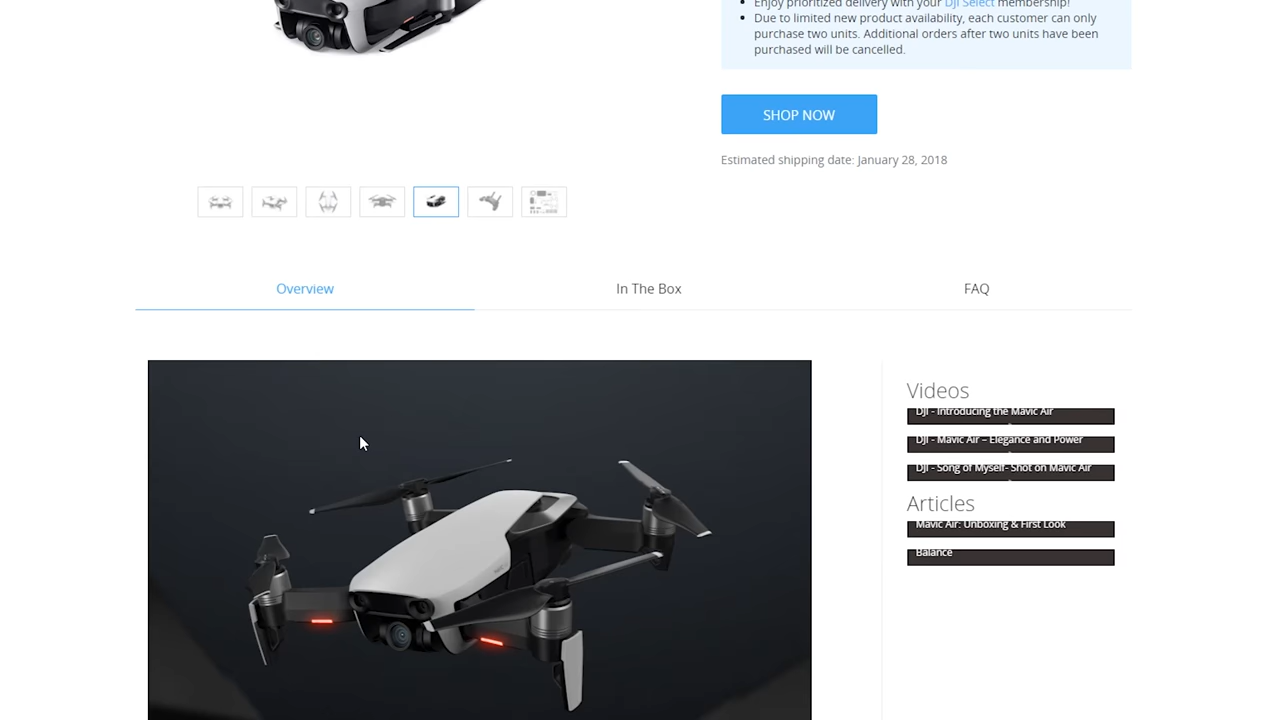 Enjoy prioritized delivery with your DJI Select membership!
Due to limited new product availability, each customer can only
purchase two units. Additional orders after two units have been
purchased will be cancelled.
SHOP NOW
Estimated shipping date: January 28, 2018
Overview
In The Box
FAQ
Videos
DJI - Introducing the Mavic Air
DJI - Mavic Air – Elegance and Power
DJI - Song of Myself- Shot on Mavic Air
Articles
Mavic Air: Unboxing & First Look
Balance